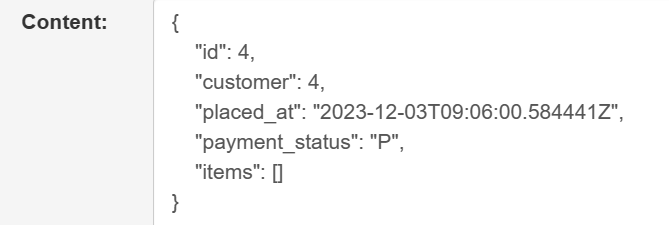 Content:
{
"id": 4,
"customer": 4,
"placed_at": "2023-12-03T09:06:00.584441Z",
"payment_status": "P",
"items": []
}